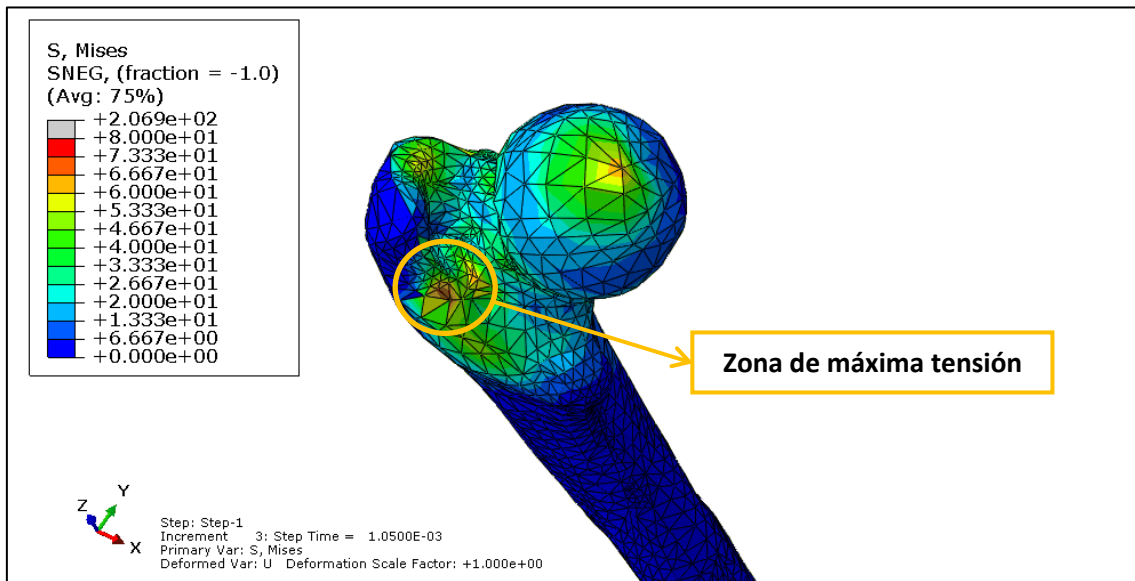 S, Mises
SNEG, (fraction = -1.0)
(Avg: 75%)
+2.069e+02
+8.000e+01
+7.333e+01
+6.667e+01
+6.000e+01
+5.333e+01
+4.667e+01
+4.000e+01
+3.333e+01
+2.667e+01
+2.000e+01
+1.333e+01
+6.667e+00
+0.000e+00
Zona de máxima tensión
Y
Z
X
Step: Step-1
Increment 3: Step Time = 1.0500E-03
Primary Var: S, Mises
Deformed Var: U Deformation Scale Factor: +1.000e+00